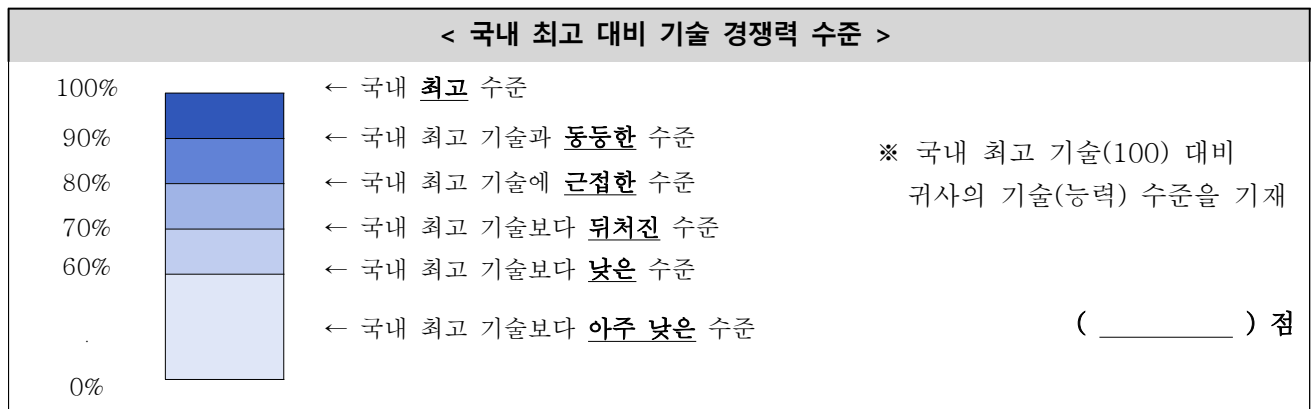 < 국내 최고 대비 기술 경쟁력 수준 >
100% ← 국내 최고 수준
90% ← 국내 최고 기술과 동등한 수준
※ 국내 최고 기술(100) 대비
80% ← 국내 최고 기술에 근접한 수준
귀사의 기술(능력) 수준을 기재
70% ← 국내 최고 기술보다 뒤처진 수준
60% ← 국내 최고 기술보다 낮은 수준
← 국내 최고 기술보다 아주 낮은 수준 ( __________ ) 점
.
0%